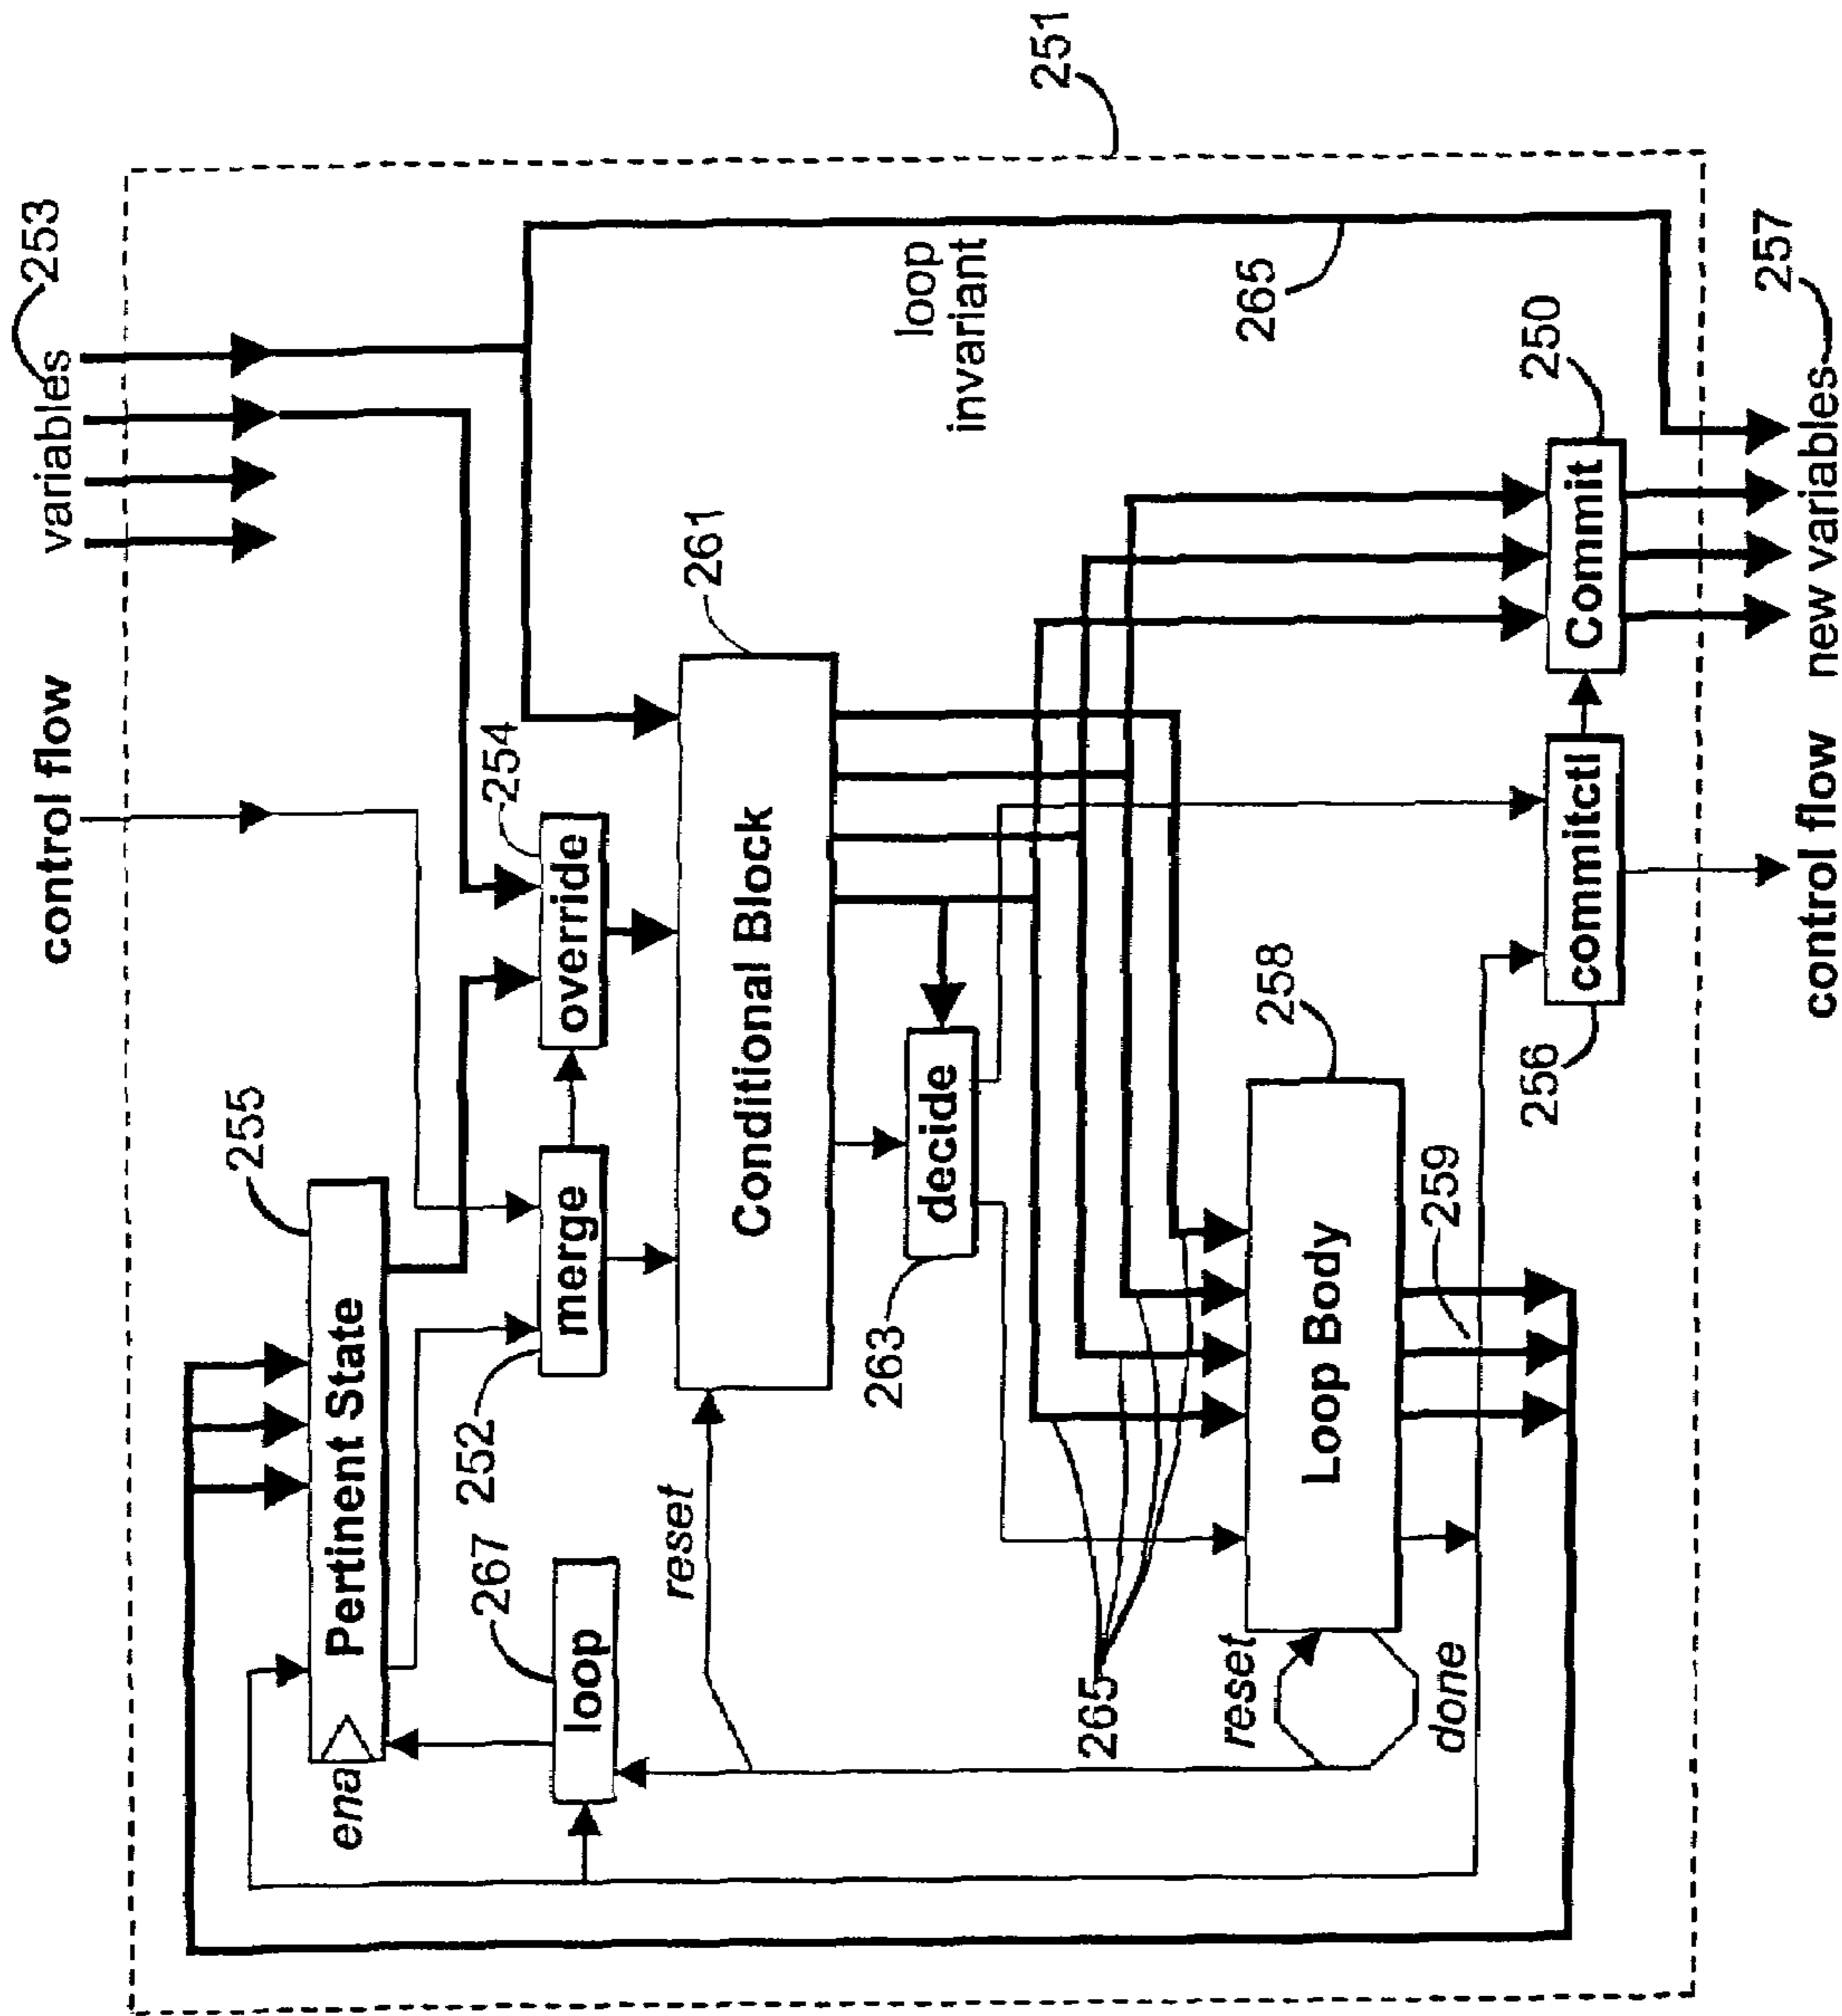 control flow
variables
253
255
Pertinent State
ena
267
loop
252
merge
254
override
reset
261
Conditional Block
loop
invariant
251
263
decide
265
265
258
Loop Body
reset
259
done
256
commitctl
250
Commit
control flow
new variables
257